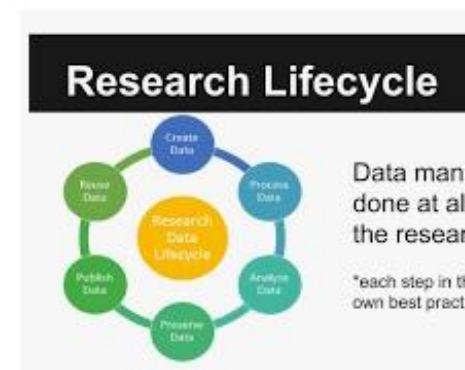 Research Lifecycle
Create
Data
Process
Data
Analyze
Data
Preserve
Data
Publish
Data
Reuse
Data
Research
Data
Lifecycle
Data man
done at al
the resear
*each step in th
own best pract